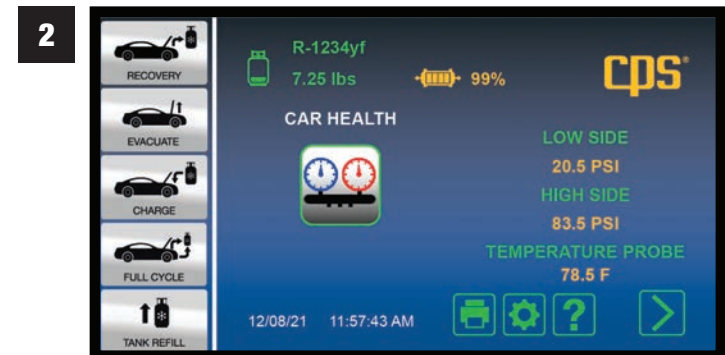 2
RECOVERY
EVACUATE
CHARGE
FULL CYCLE
TANK REFILL
R-1234yf
7.25 lbs
99%
cps®
CAR HEALTH
LOW SIDE
20.5 PSI
HIGH SIDE
83.5 PSI
TEMPERATURE PROBE
78.5 F
12/08/21 11:57:43 AM
?